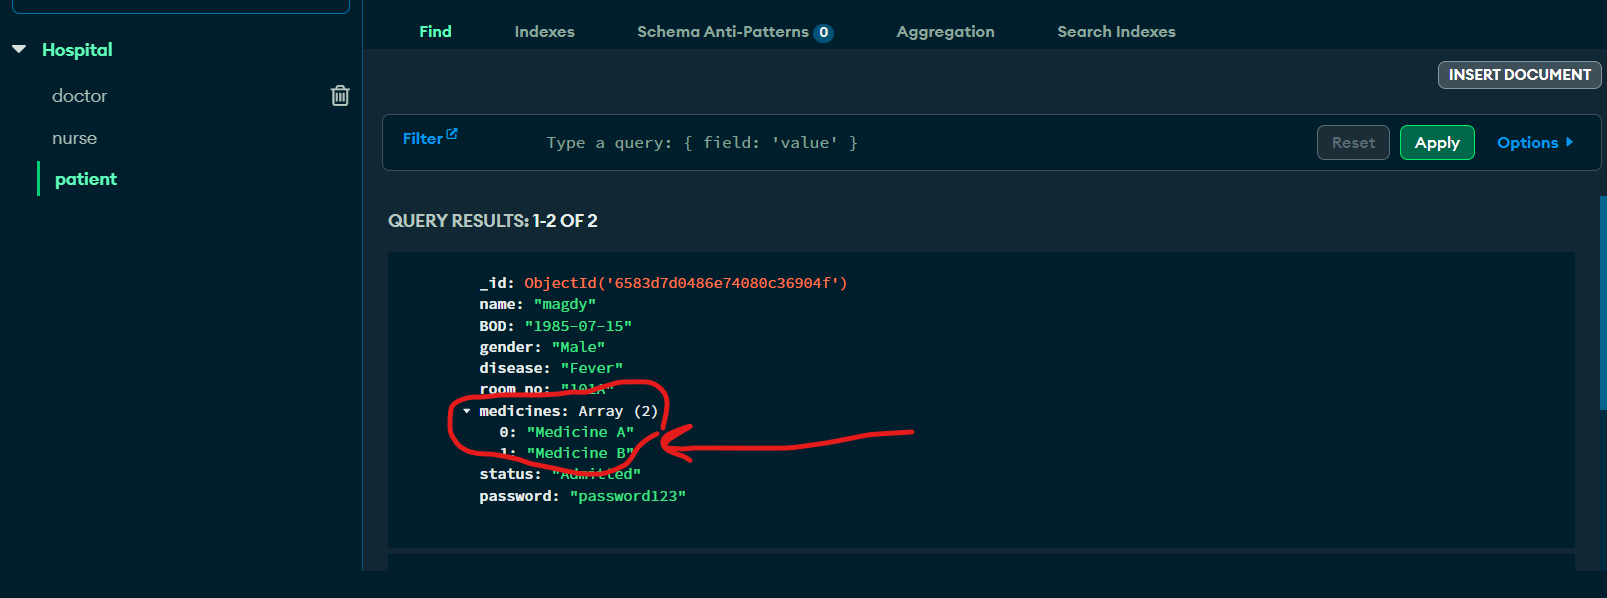 Find Indexes Schema Anti-Patterns 0 Aggregation Search Indexes
Hospital
doctor
nurse
patient
INSERT DOCUMENT
Filter Type a query: { field: 'value' } Reset Apply Options
QUERY RESULTS: 1-2 OF 2
_id: ObjectId('6583d7d0486e74080c36904f')
name: "magdy"
BOD: "1985-07-15"
gender: "Male"
disease: "Fever"
room_no: "101A"
medicines: Array (2)
0: "Medicine A"
1: "Medicine B"
status: "Admitted"
password: "password123"